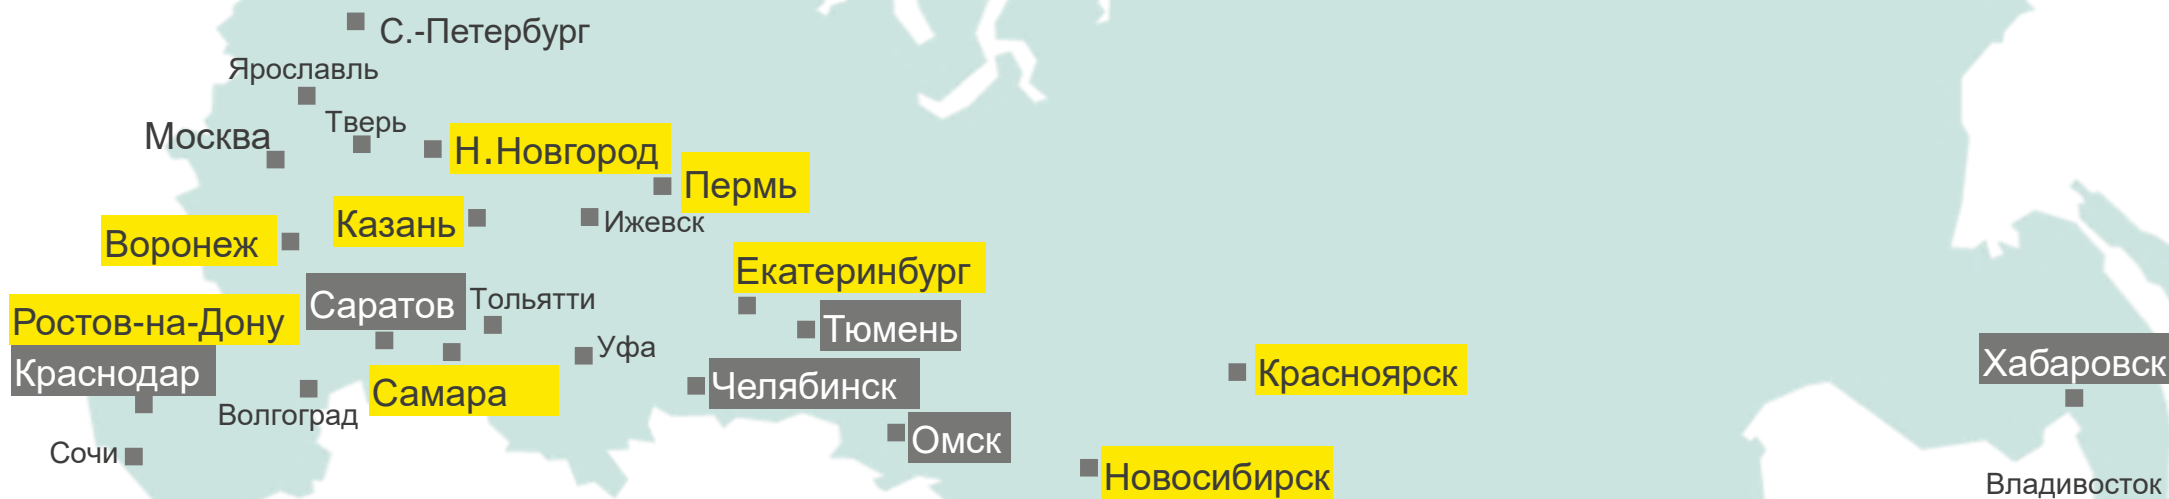 С.-Петербург
Ярославль
Тверь
Москва
Н.Новгород
Пермь
Казань
Ижевск
Воронеж
Екатеринбург
Саратов
Тольятти
Ростов-на-Дону
Тюмень
Уфа
Хабаровск
Краснодар
Челябинск
Красноярск
Самара
Волгоград
Омск
Сочи
Новосибирск
Владивосток